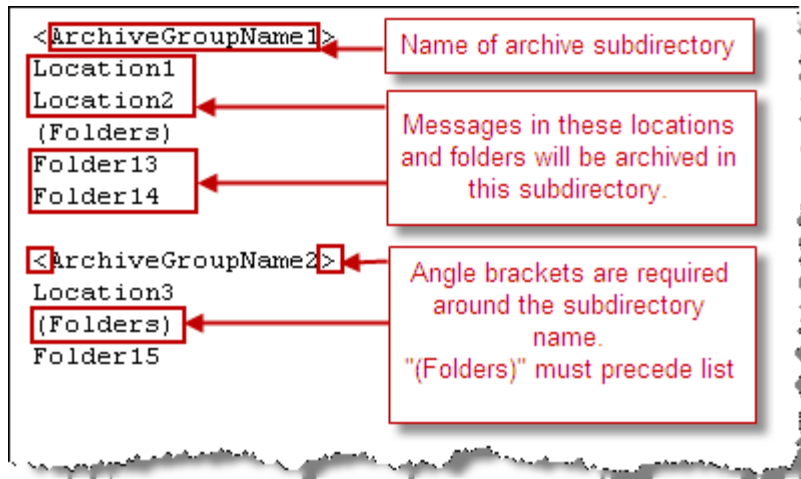 <ArchiveGroupName1>
Location1
Location2
(Folders)
Folder13
Folder14
<ArchiveGroupName2>
Location3
(Folders)
Folder15
Name of archive subdirectory
Messages in these locations
and folders will be archived in
this subdirectory.
Angle brackets are required
around the subdirectory
name.
"(Folders)" must precede list